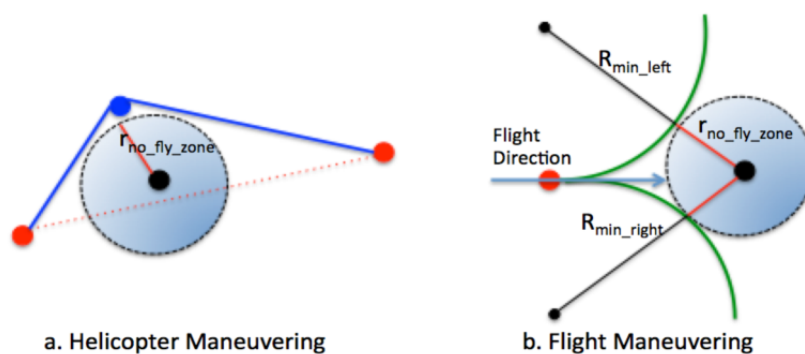 r_no_fly_zone
a. Helicopter Maneuvering
R_min_left
r_no_fly_zone
Flight
Direction
R_min_right
b. Flight Maneuvering